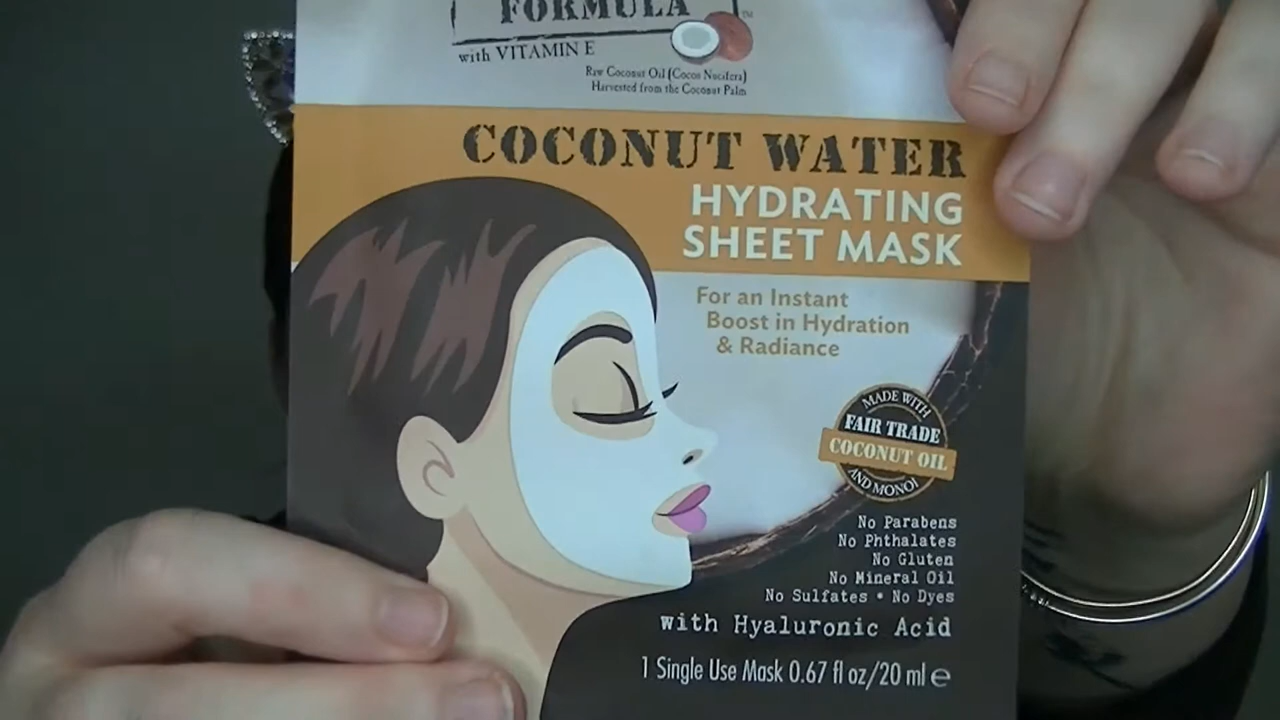 FORMULA
with VITAMIN E
TM
Raw Coconut Oil (Cocos Nucifera)
Harvested from the Coconut Palm
COCONUT WATER
HYDRATING
SHEET MASK
For an Instant
Boost in Hydration
& Radiance
MADE WITH
FAIR TRADE
COCONUT OIL
AND MONOI
No Parabens
No Phthalates
No Gluten
No Mineral Oil
No Sulfates • No Dyes
with Hyaluronic Acid
1 Single Use Mask 0.67 fl oz/20 ml ℮